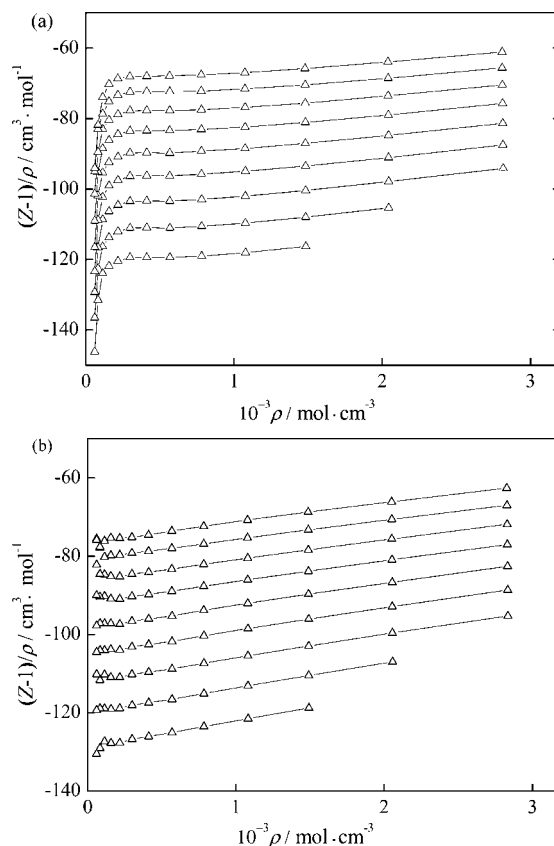 (a)
-60
-80
-100
-120
-140
(Z-1)/ρ / cm³·mol⁻¹
0 1 2 3
10⁻³ρ / mol·cm⁻³
(b)
-60
-80
-100
-120
-140
(Z-1)/ρ / cm³·mol⁻¹
0 1 2 3
10⁻³ρ / mol·cm⁻³